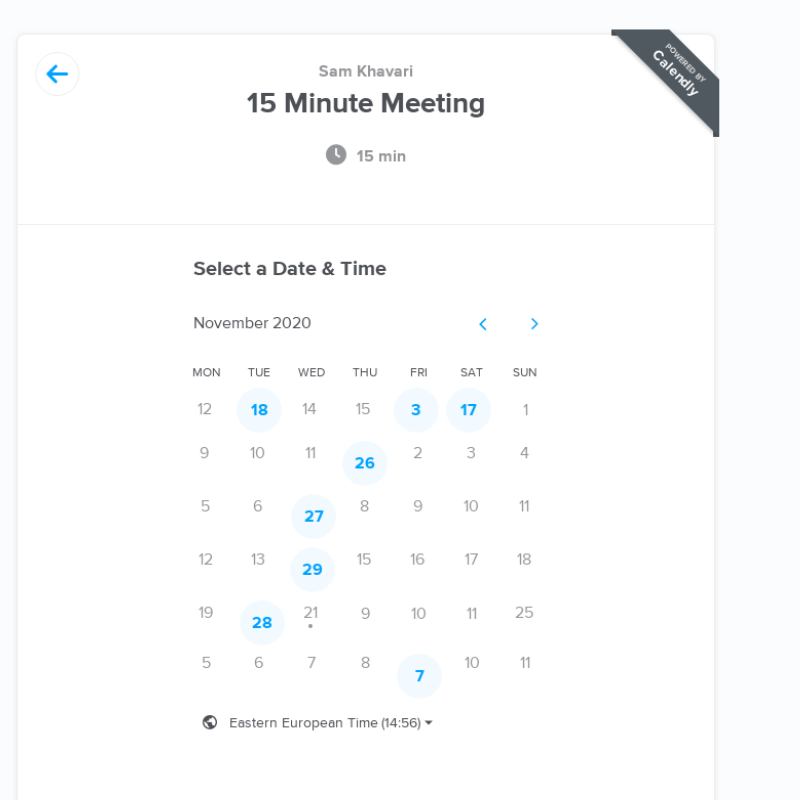 POWERED BY
Calendly
Sam Khavari
15 Minute Meeting
15 min
Select a Date & Time
November 2020
MON TUE WED THU FRI SAT SUN
12 18 14 15 3 17 1
9 10 11 26 2 3 4
5 6 27 8 9 10 11
12 13 29 15 16 17 18
19 28 21 9 10 11 25
5 6 7 8 7 10 11
Eastern European Time (14:56)